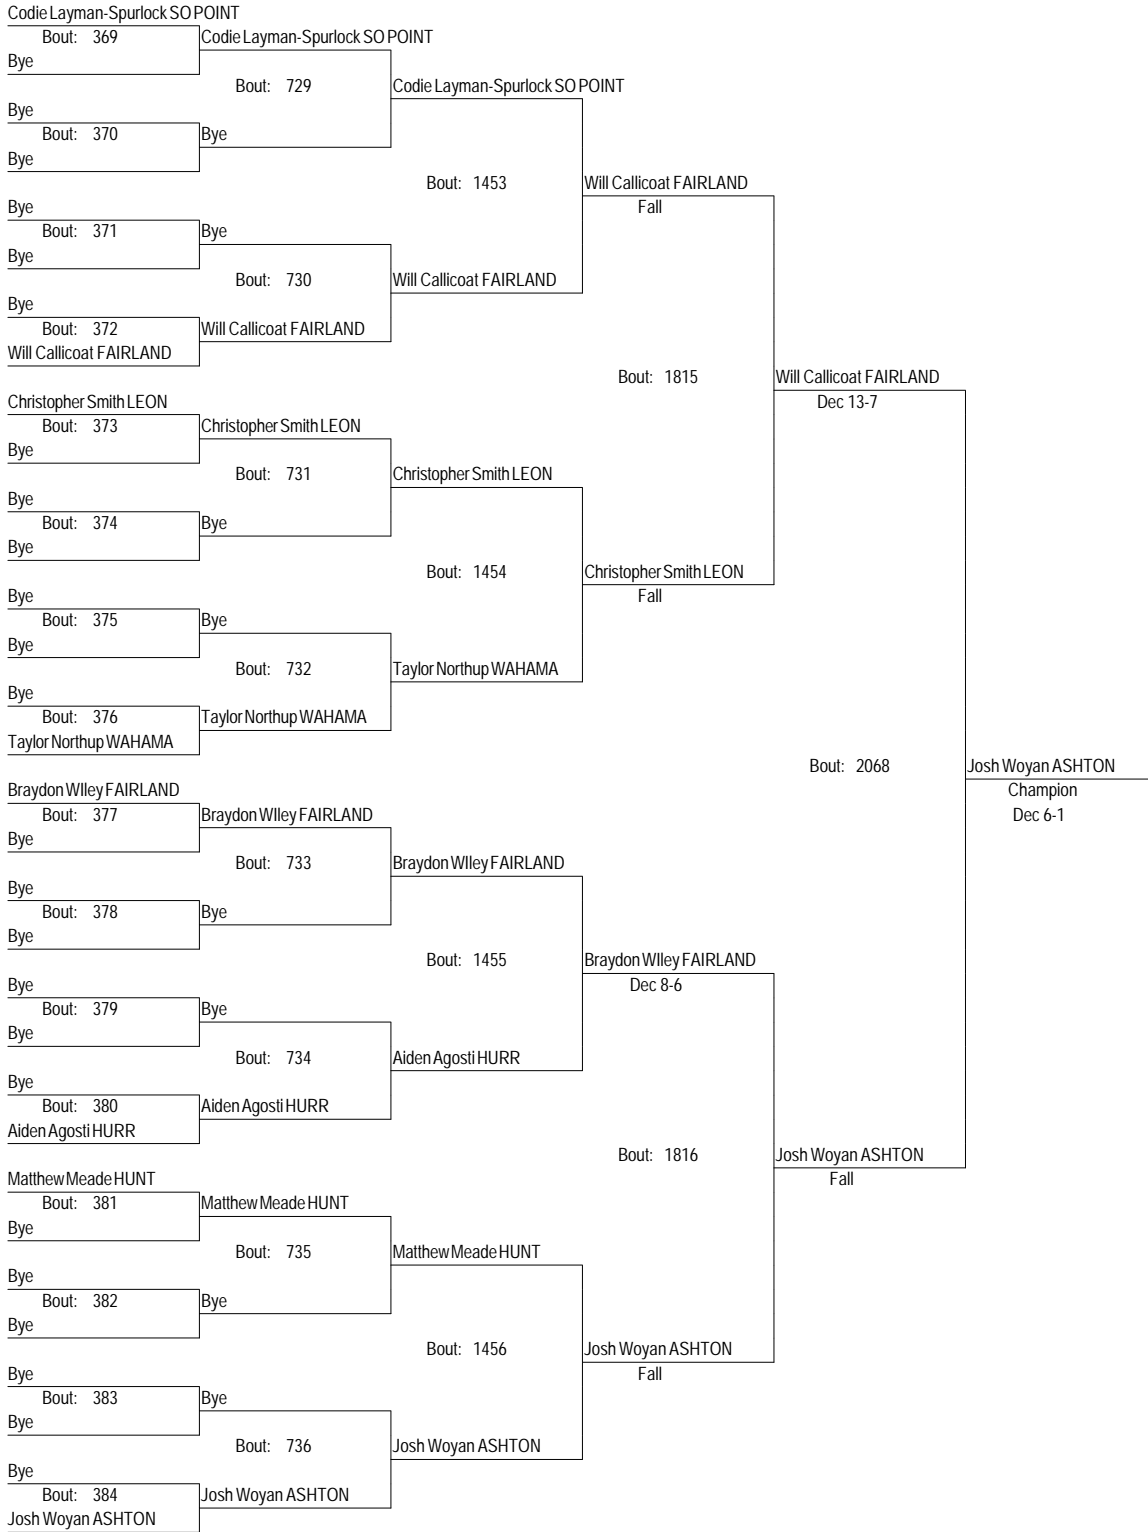 Codie Layman-Spurlock SO POINT
Bout: 369
Codie Layman-Spurlock SO POINT
Bye
Bout: 729
Codie Layman-Spurlock SO POINT
Bye
Bout: 370
Bye
Bye
Bout: 1453
Will Callicoat FAIRLAND
Fall
Bye
Bout: 371
Bye
Bye
Bout: 730
Will Callicoat FAIRLAND
Bye
Bout: 372
Will Callicoat FAIRLAND
Will Callicoat FAIRLAND
Bout: 1815
Will Callicoat FAIRLAND
Dec 13-7
Christopher Smith LEON
Bout: 373
Christopher Smith LEON
Bye
Bout: 731
Christopher Smith LEON
Bye
Bout: 374
Bye
Bye
Bout: 1454
Christopher Smith LEON
Fall
Bye
Bout: 375
Bye
Bye
Bout: 732
Taylor Northup WAHAMA
Bye
Bout: 376
Taylor Northup WAHAMA
Taylor Northup WAHAMA
Bout: 2068
Josh Woyan ASHTON
Champion
Dec 6-1
Braydon WIley FAIRLAND
Bout: 377
Braydon WIley FAIRLAND
Bye
Bout: 733
Braydon WIley FAIRLAND
Bye
Bout: 378
Bye
Bye
Bout: 1455
Braydon WIley FAIRLAND
Dec 8-6
Bye
Bout: 379
Bye
Bye
Bout: 734
Aiden Agosti HURR
Bye
Bout: 380
Aiden Agosti HURR
Aiden Agosti HURR
Bout: 1816
Josh Woyan ASHTON
Fall
Matthew Meade HUNT
Bout: 381
Matthew Meade HUNT
Bye
Bout: 735
Matthew Meade HUNT
Bye
Bout: 382
Bye
Bye
Bout: 1456
Josh Woyan ASHTON
Fall
Bye
Bout: 383
Bye
Bye
Bout: 736
Josh Woyan ASHTON
Bye
Bout: 384
Josh Woyan ASHTON
Josh Woyan ASHTON